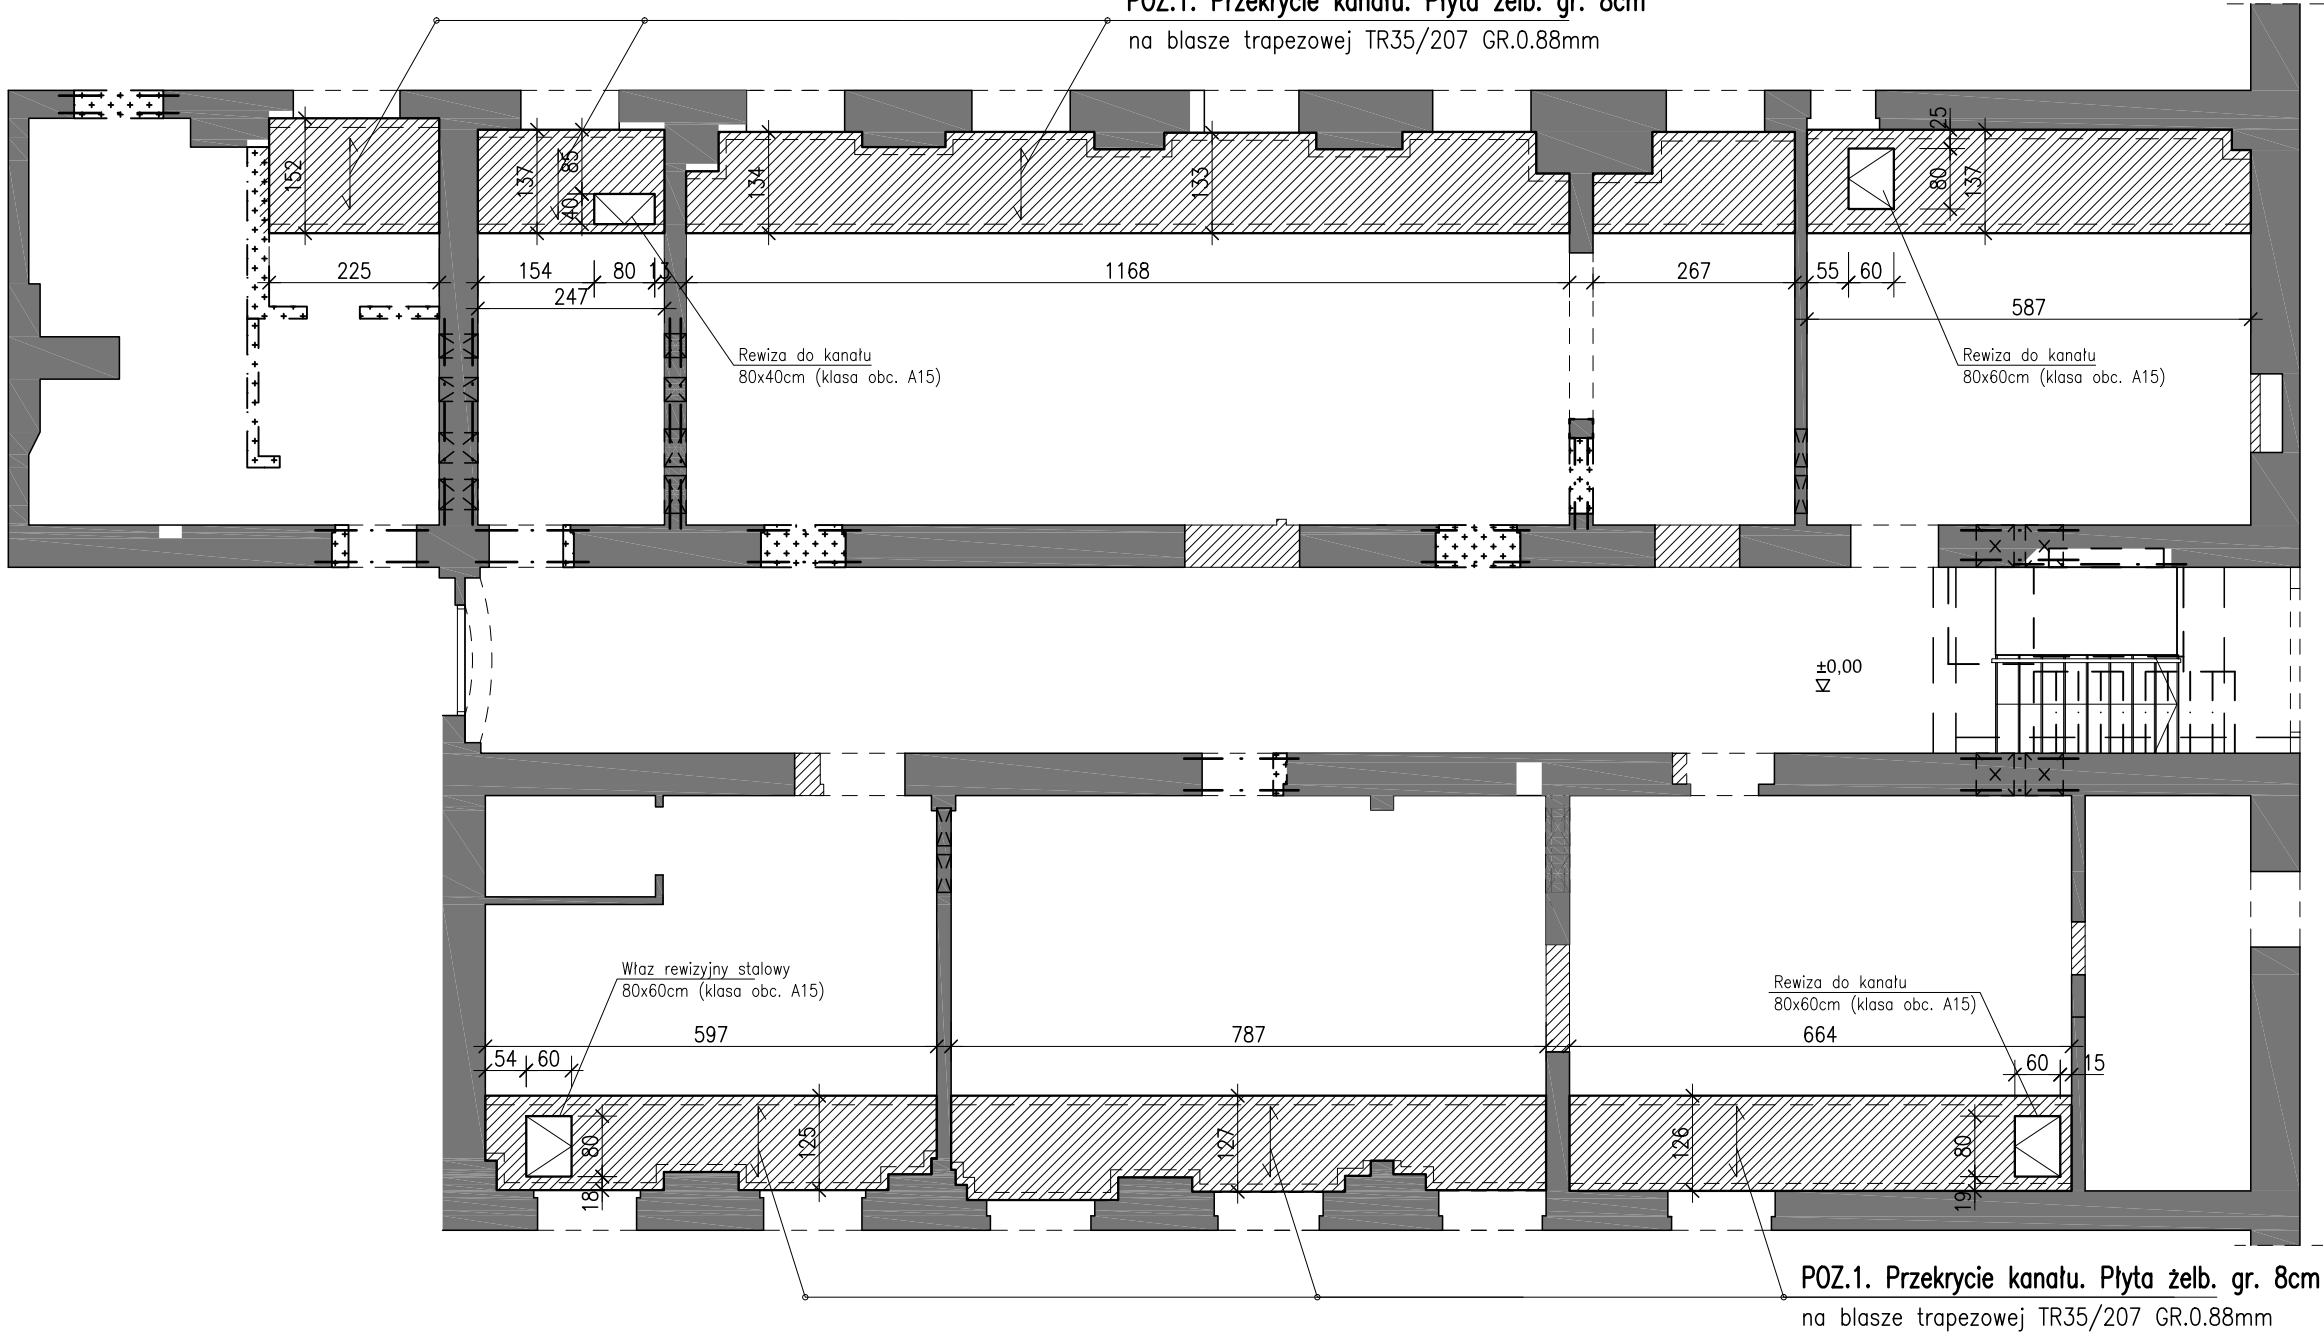 POZ.1. Przekrycie kanału. Płyta żelb. gr. 8cm
na blasze trapezowej TR35/207 GR.0.88mm
152
137
85
40
134
133
25
80
137
225
154
80
13
1168
267
55
60
247
587
Rewiza do kanału
80x40cm (klasa obc. A15)
Rewiza do kanału
80x60cm (klasa obc. A15)
±0,00
Właz rewizyjny stalowy
80x60cm (klasa obc. A15)
Rewiza do kanału
80x60cm (klasa obc. A15)
597
787
664
54
60
60
15
80
18
125
127
126
80
19
POZ.1. Przekrycie kanału. Płyta żelb. gr. 8cm
na blasze trapezowej TR35/207 GR.0.88mm